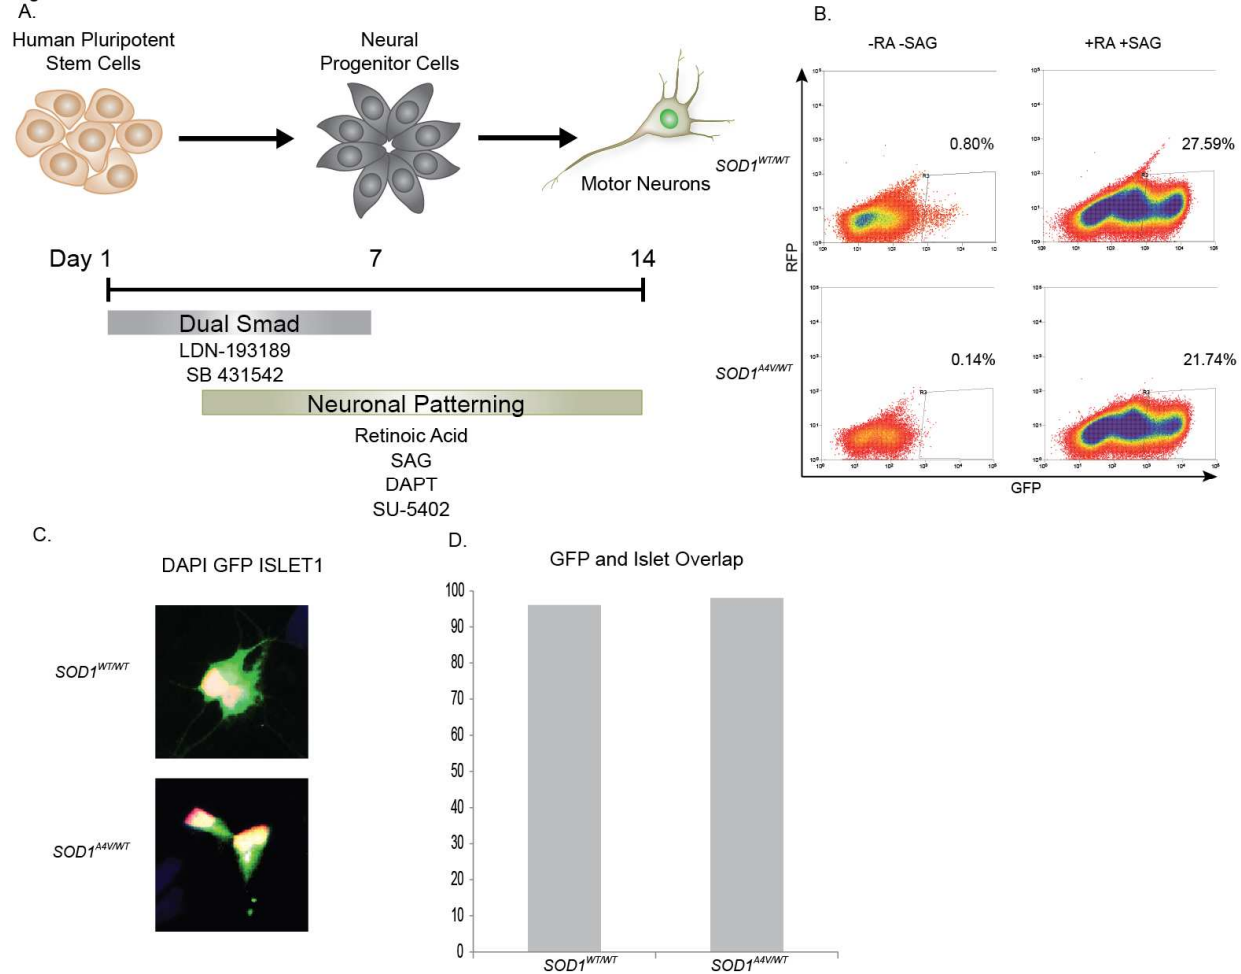 A.
Human Pluripotent
Stem Cells
Neural
Progenitor Cells
Motor Neurons
Day 1
7
14
Dual Smad
LDN-193189
SB 431542
Neuronal Patterning
Retinoic Acid
SAG
DAPT
SU-5402
B.
-RA -SAG
+RA +SAG
SOD1WT/WT
0.80%
27.59%
RFP
SOD1A4V/WT
0.14%
21.74%
GFP
C.
DAPI GFP ISLET1
SOD1WT/WT
SOD1A4V/WT
D.
GFP and Islet Overlap
100
90
80
70
60
50
40
30
20
10
0
SOD1WT/WT
SOD1A4V/WT